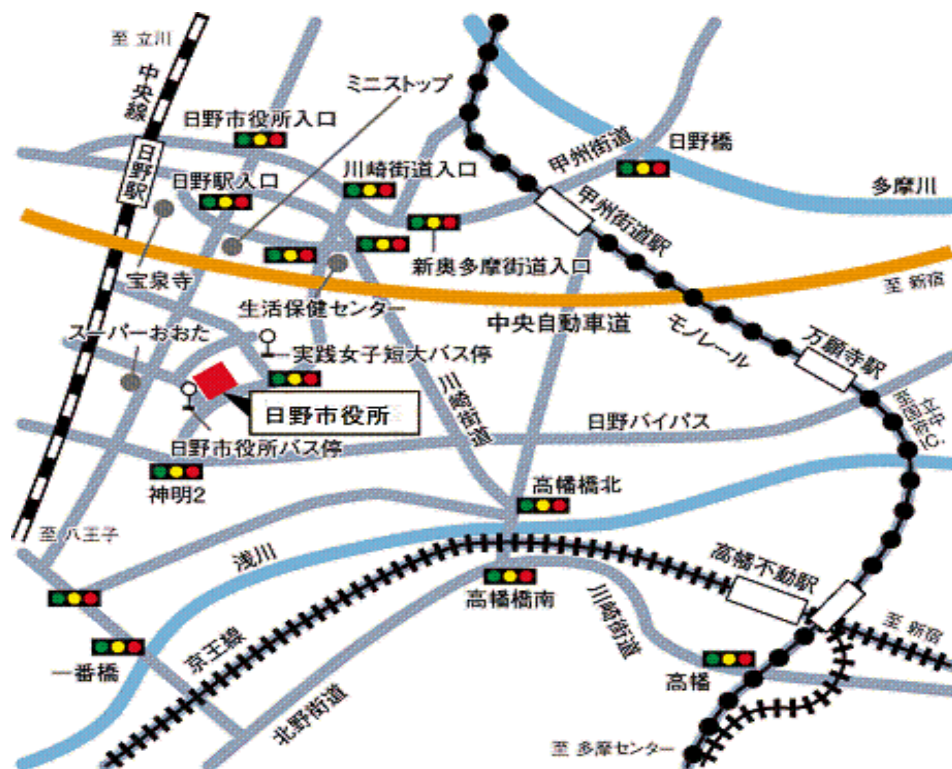 至 立川
中央線
ミニストップ
日野市役所入口
甲州街道
日野橋
日野駅
日野駅入口
川崎街道入口
多摩川
甲州街道駅
新奥多摩街道入口
宝泉寺
生活保健センター
至 新宿
中央自動車道
モノレール
スーパーおおた
実践女子短大バス停
万願寺駅
日野市役所
川崎街道
日野バイパス
至国立府中IC.
日野市役所バス停
神明2
高幡橋北
至 八王子
浅川
高幡不動駅
高幡橋南
川崎街道
至 新宿
一番橋
京王線
高幡
北野街道
至 多摩センター